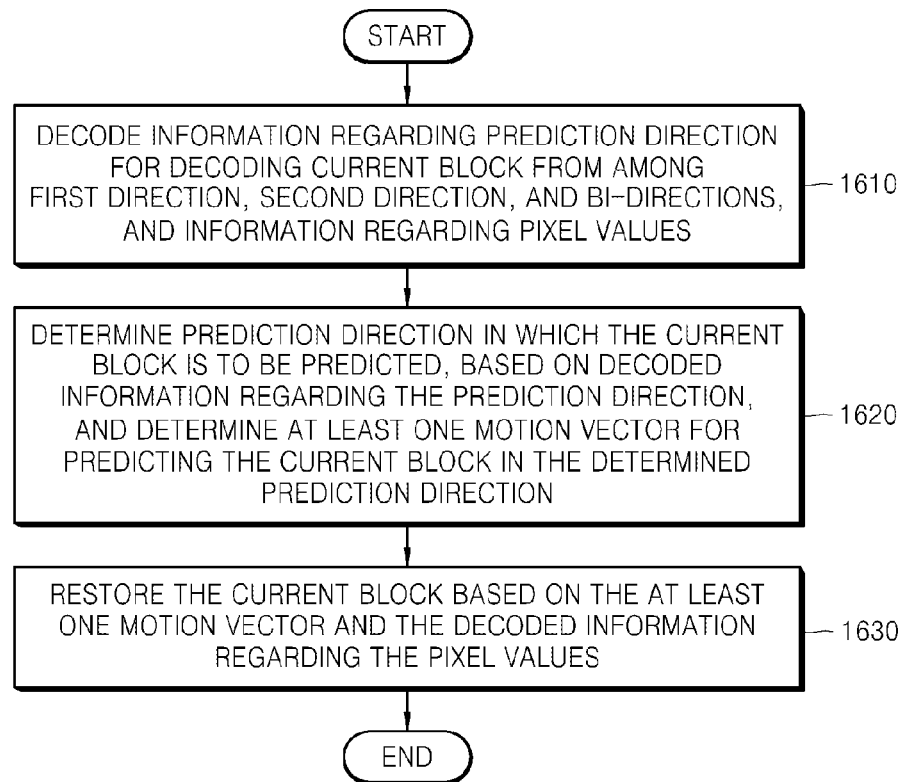 START
DECODE INFORMATION REGARDING PREDICTION DIRECTION
FOR DECODING CURRENT BLOCK FROM AMONG
FIRST DIRECTION, SECOND DIRECTION, AND BI-DIRECTIONS,
AND INFORMATION REGARDING PIXEL VALUES
1610
DETERMINE PREDICTION DIRECTION IN WHICH THE CURRENT
BLOCK IS TO BE PREDICTED, BASED ON DECODED
INFORMATION REGARDING THE PREDICTION DIRECTION,
AND DETERMINE AT LEAST ONE MOTION VECTOR FOR
PREDICTING THE CURRENT BLOCK IN THE DETERMINED
PREDICTION DIRECTION
1620
RESTORE THE CURRENT BLOCK BASED ON THE AT LEAST
ONE MOTION VECTOR AND THE DECODED INFORMATION
REGARDING THE PIXEL VALUES
1630
END